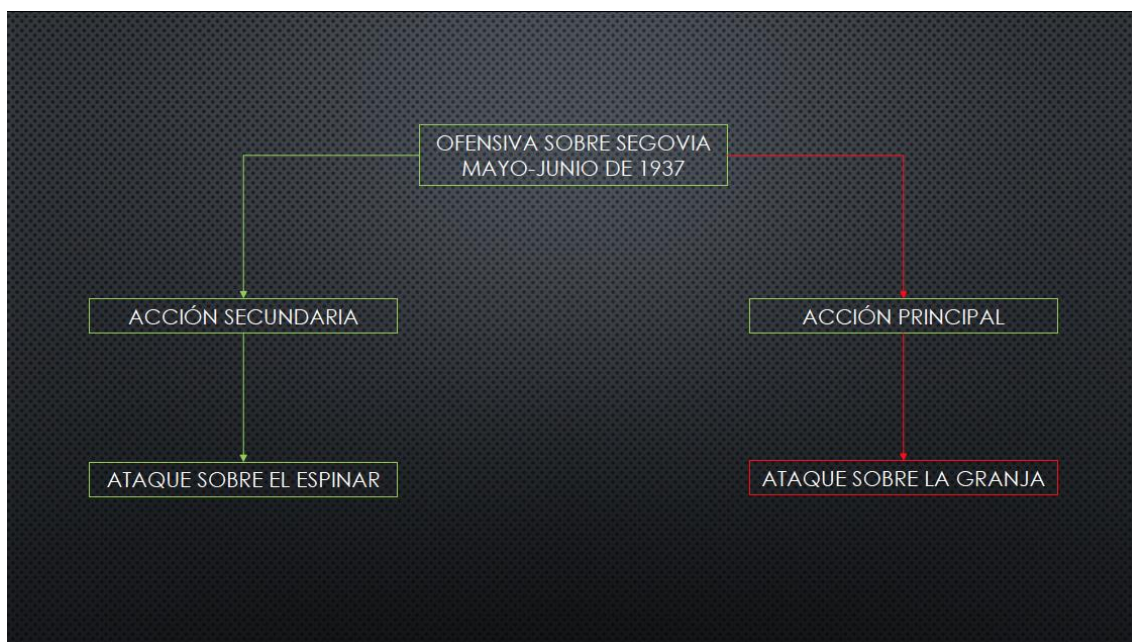 OFENSIVA SOBRE SEGOVIA
MAYO-JUNIO DE 1937
ACCIÓN SECUNDARIA
ACCIÓN PRINCIPAL
ATAQUE SOBRE EL ESPINAR
ATAQUE SOBRE LA GRANJA